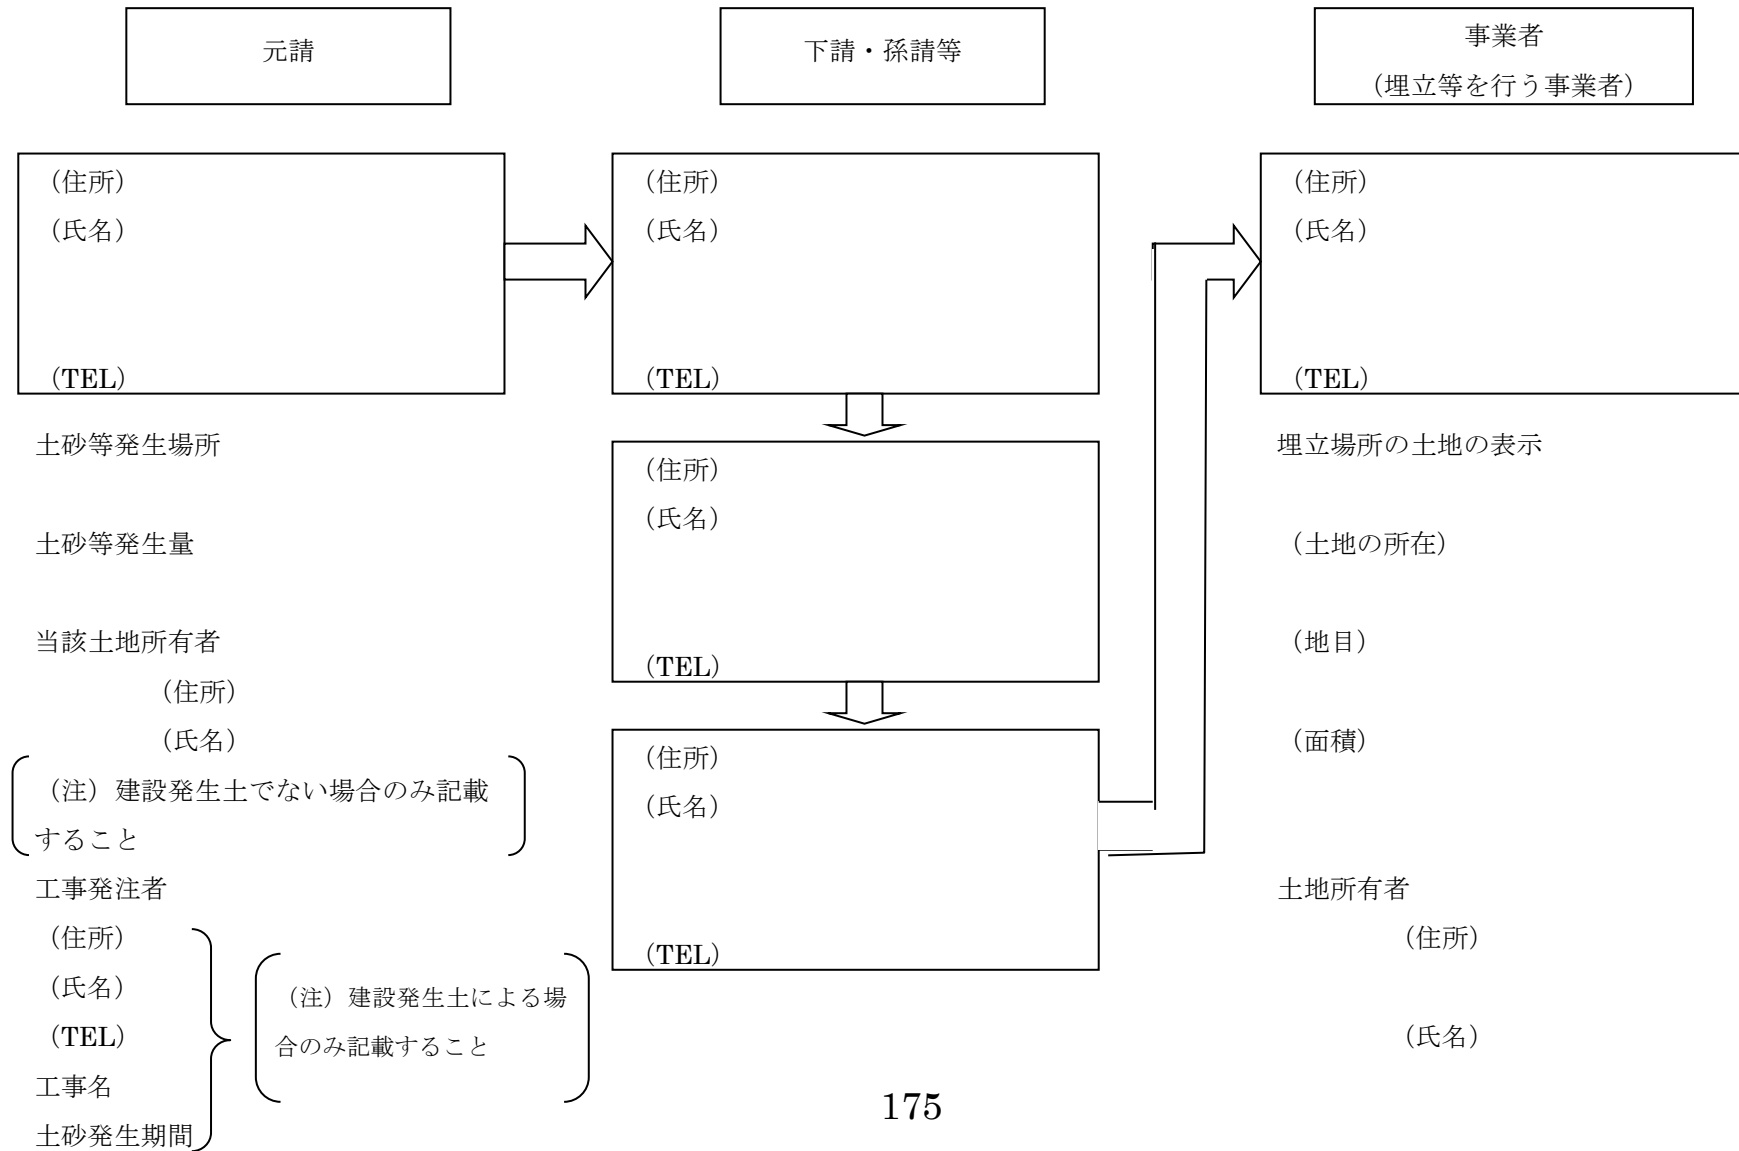 元請
下請・孫請等
事業者
（埋立等を行う事業者）
（住所）
（氏名）
（TEL）
土砂等発生場所
土砂等発生量
当該土地所有者
（住所）
（氏名）
（注）建設発生土でない場合のみ記載
すること
工事発注者
（住所）
（氏名）
（TEL）
工事名
土砂発生期間
（注）建設発生土による場
合のみ記載すること
（住所）
（氏名）
（TEL）
（住所）
（氏名）
（TEL）
（住所）
（氏名）
（TEL）
（住所）
（氏名）
（TEL）
埋立場所の土地の表示
（土地の所在）
（地目）
（面積）
土地所有者
（住所）
（氏名）
175